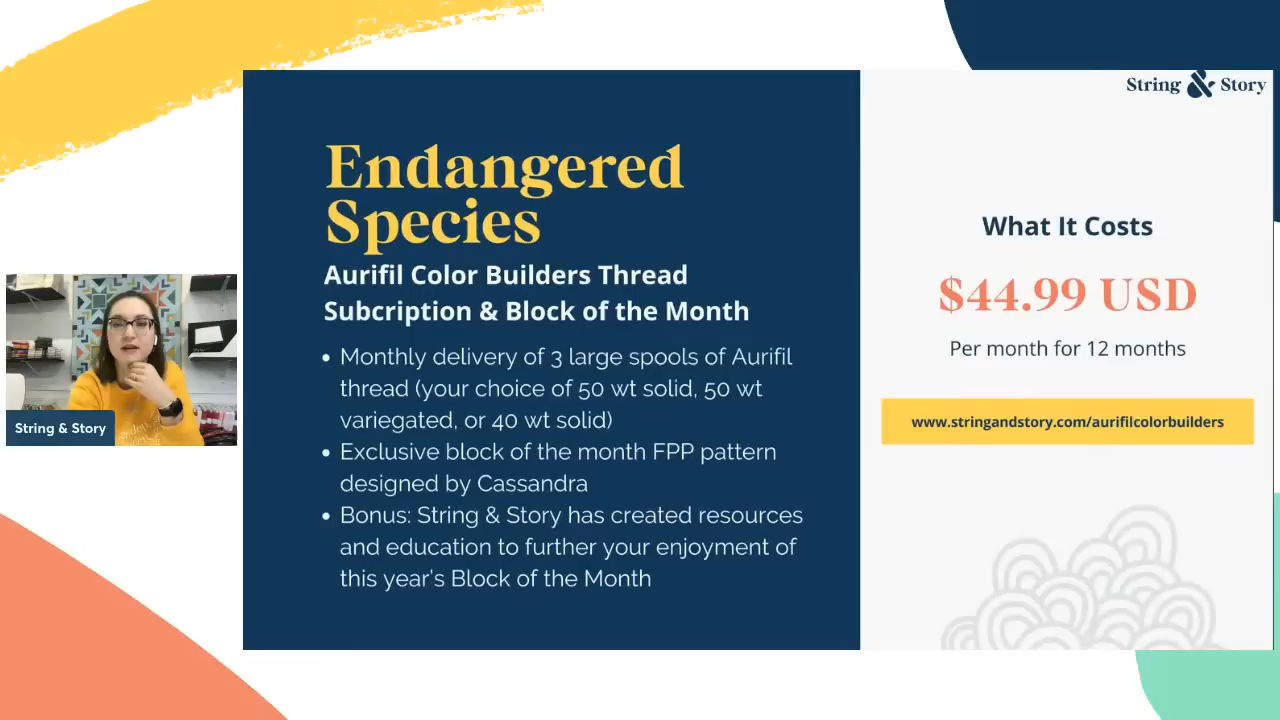 String & Story
Endangered
Species
Aurifil Color Builders Thread
Subcription & Block of the Month
• Monthly delivery of 3 large spools of Aurifil
thread (your choice of 50 wt solid, 50 wt
variegated, or 40 wt solid)
• Exclusive block of the month FPP pattern
designed by Cassandra
• Bonus: String & Story has created resources
and education to further your enjoyment of
this year's Block of the Month
What It Costs
$44.99 USD
Per month for 12 months
www.stringandstory.com/aurifilcolorbuilders
String & Story